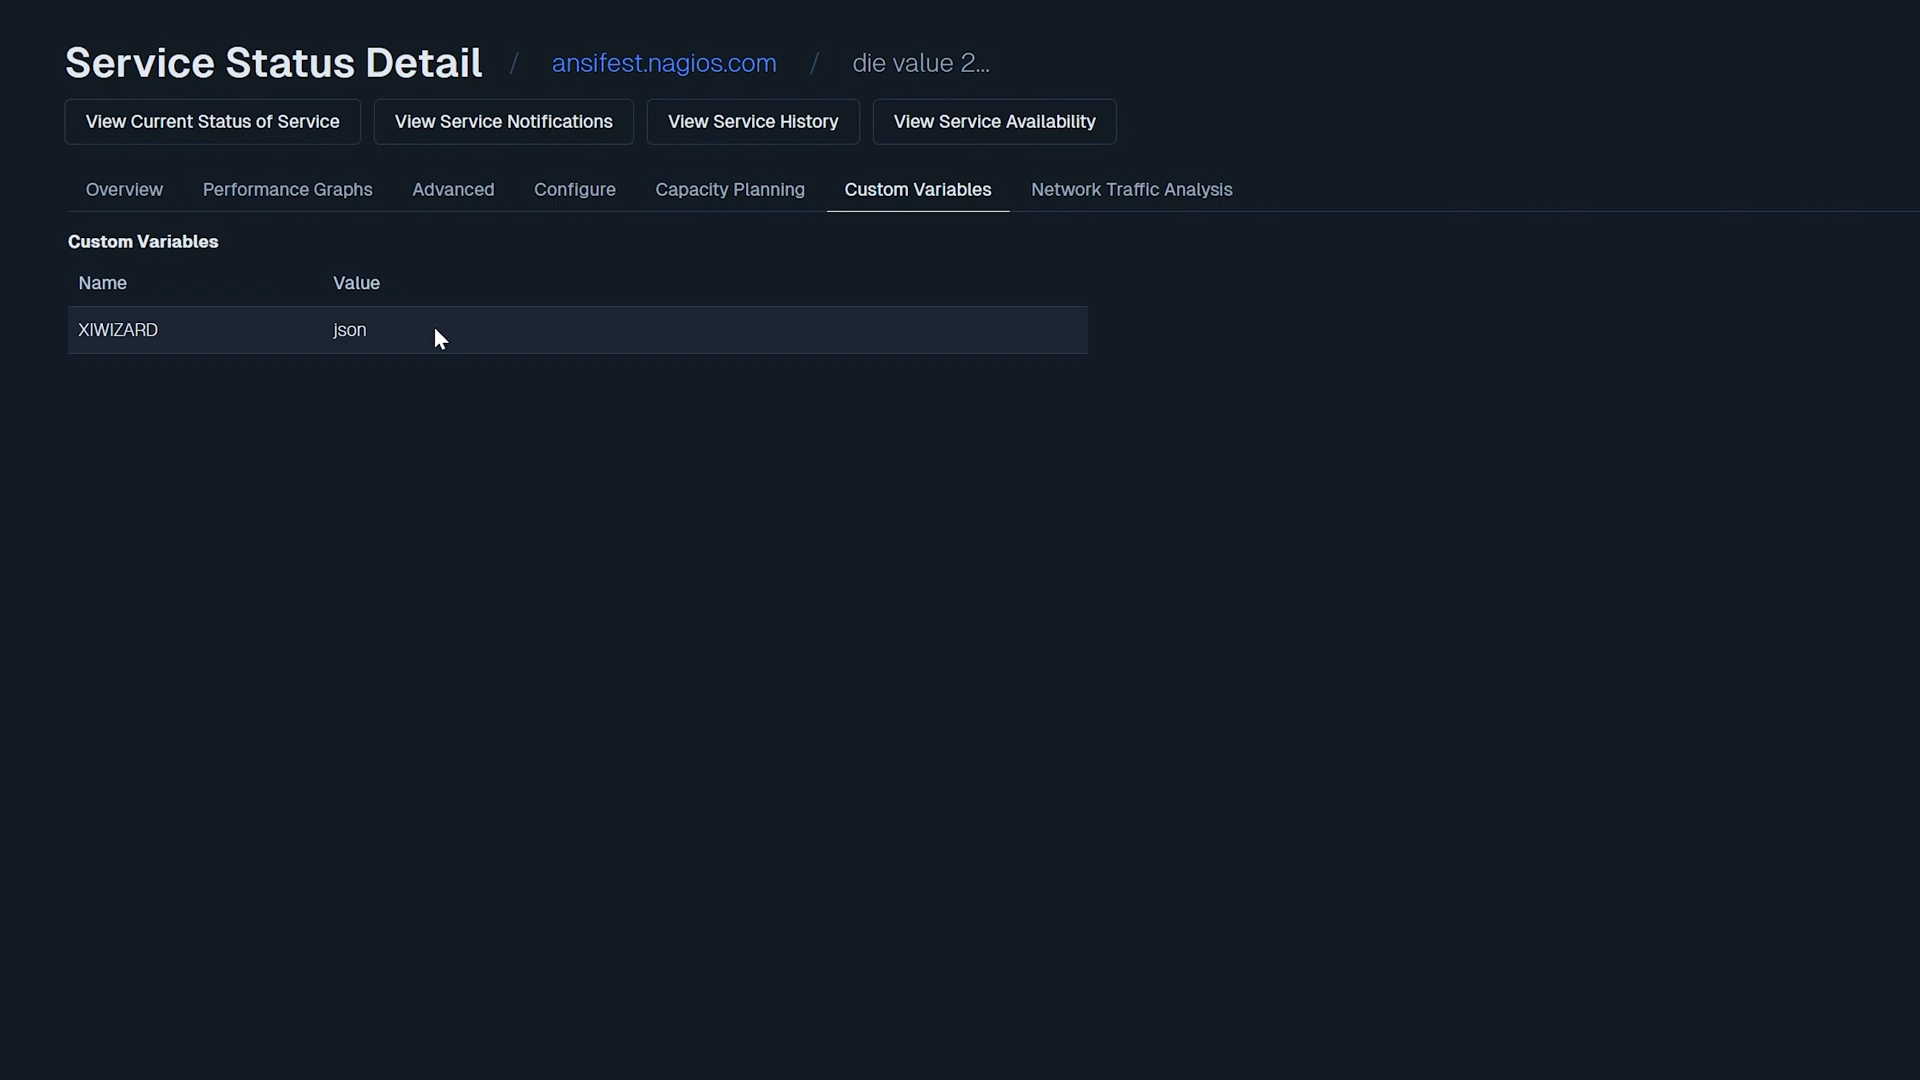 Service Status Detail / ansifest.nagios.com / die value 2...
View Current Status of Service View Service Notifications View Service History View Service Availability
Overview Performance Graphs Advanced Configure Capacity Planning Custom Variables Network Traffic Analysis
Custom Variables
Name Value
XIWIZARD json